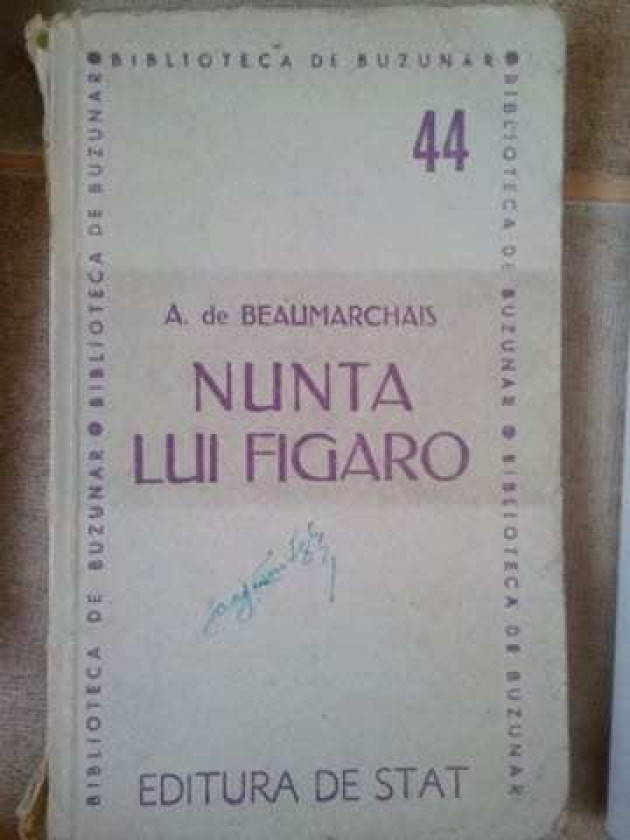 BIBLIOTECA DE BUZUNAR
44
A. de BEAUMARCHAIS
NUNTA
LUI FIGARO
EDITURA DE STAT
BIBLIOTECA DE BUZUNAR BIBLIOTECA DE BUZUNAR
BIBLIOTECA DE BUZUNAR BIBLIOTECA DE BUZUNAR